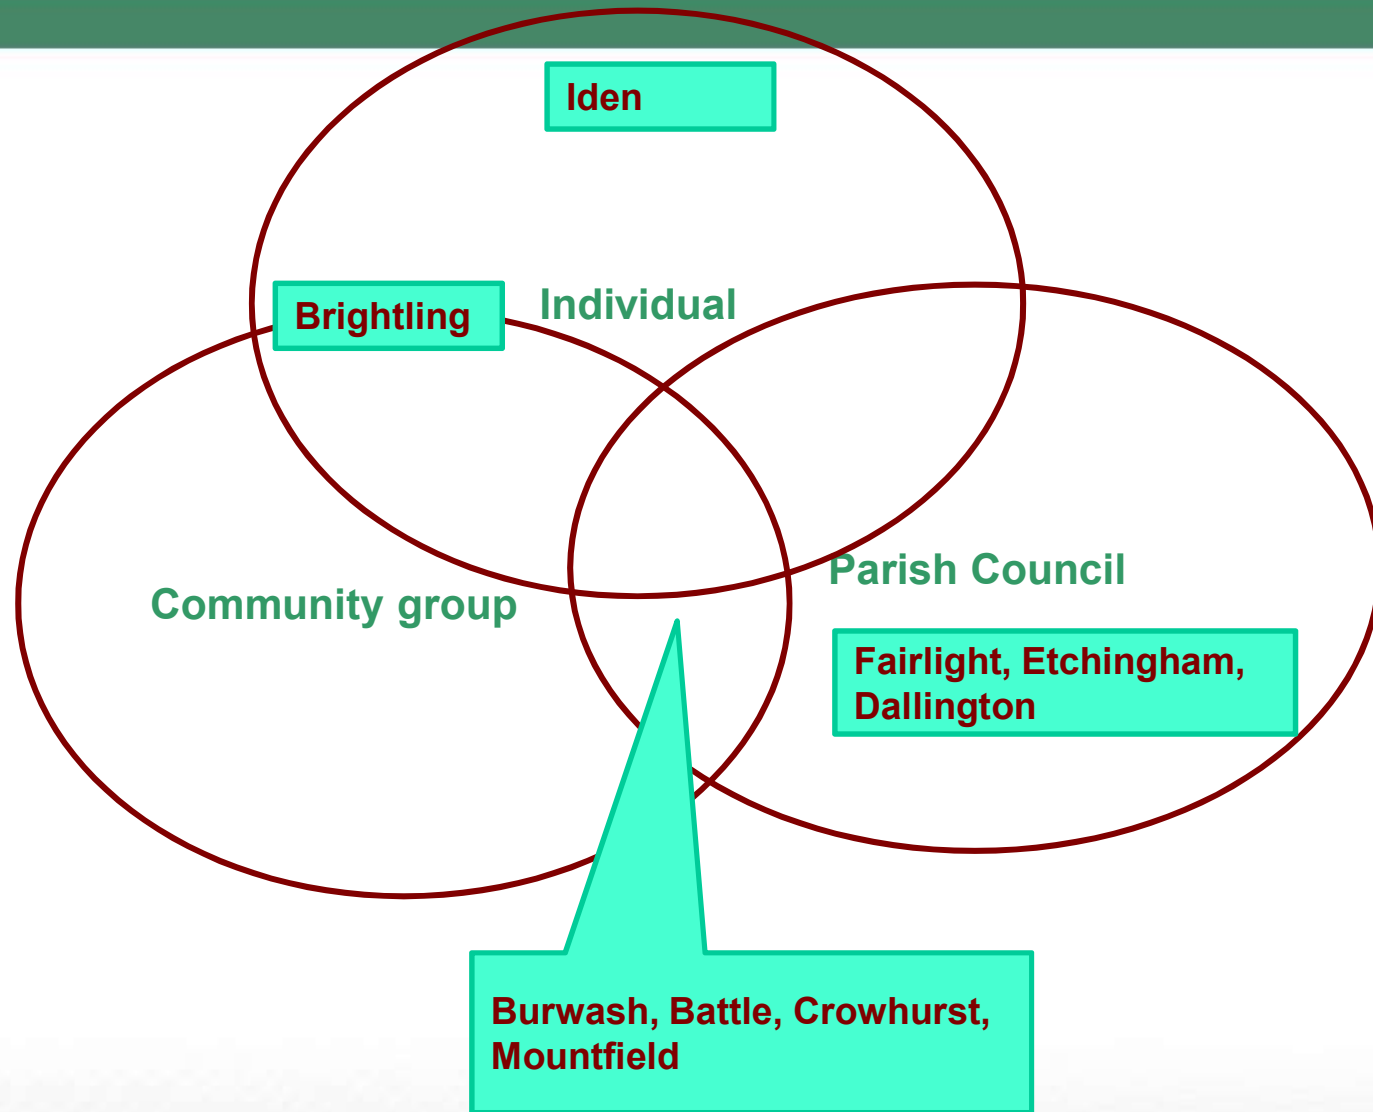 Iden
Brightling
Individual
Parish Council
Community group
Fairlight, Etchingham,
Dallington
Burwash, Battle, Crowhurst,
Mountfield